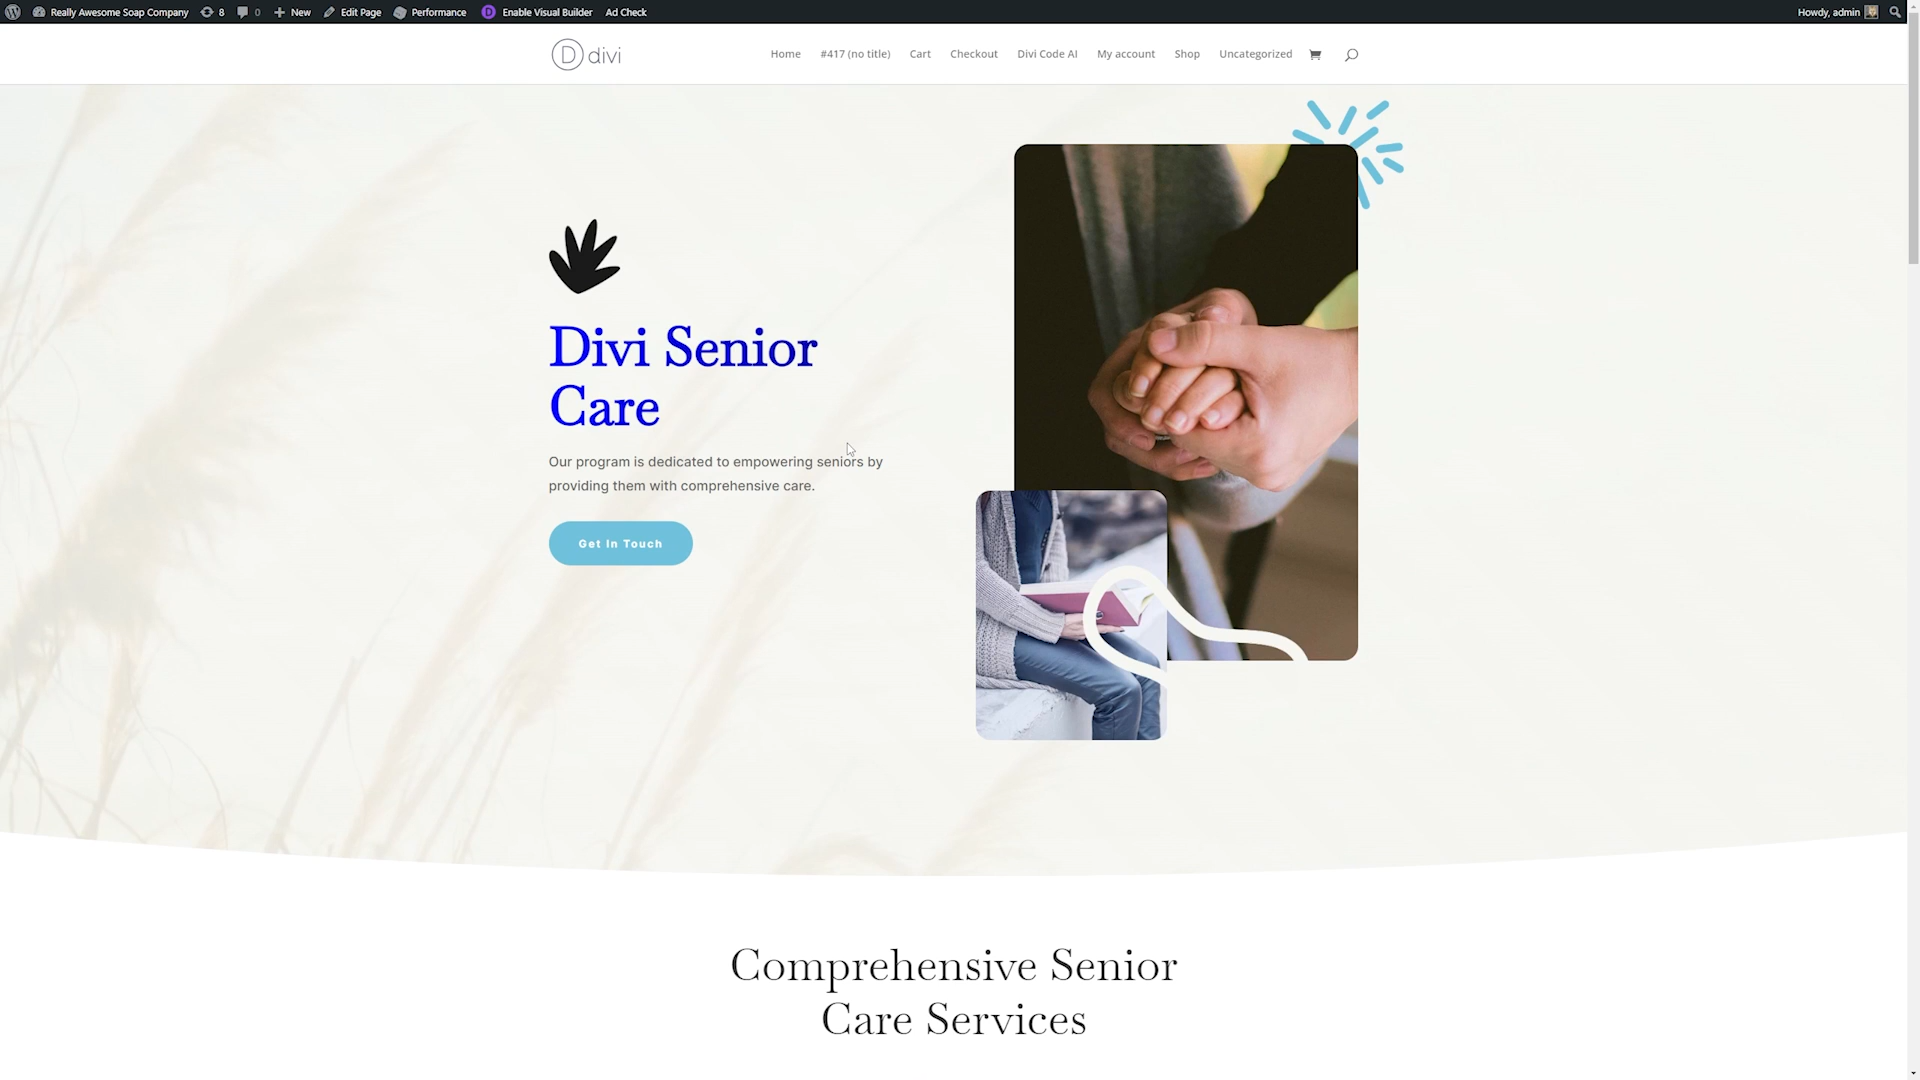 Really Awesome Soap Company 8 0 New Edit Page Performance D Enable Visual Builder Ad Check Howdy, admin
D divi Home #417 (no title) Cart Checkout Divi Code AI My account Shop Uncategorized
Divi Senior
Care
Our program is dedicated to empowering seniors by
providing them with comprehensive care.
Get In Touch
Comprehensive Senior
Care Services